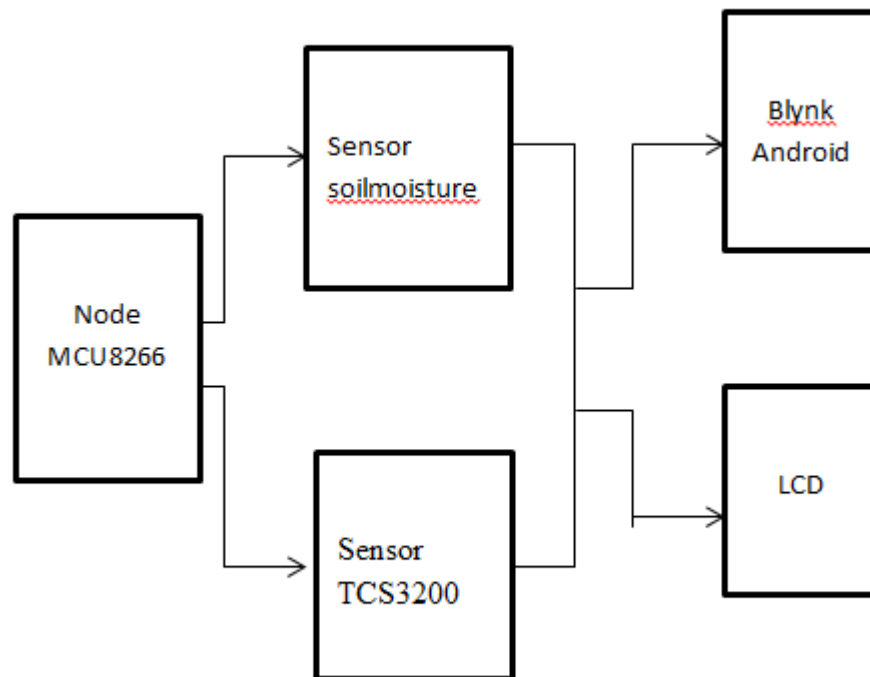 Node
MCU8266
Sensor
soilmoisture
Sensor
TCS3200
Blynk
Android
LCD